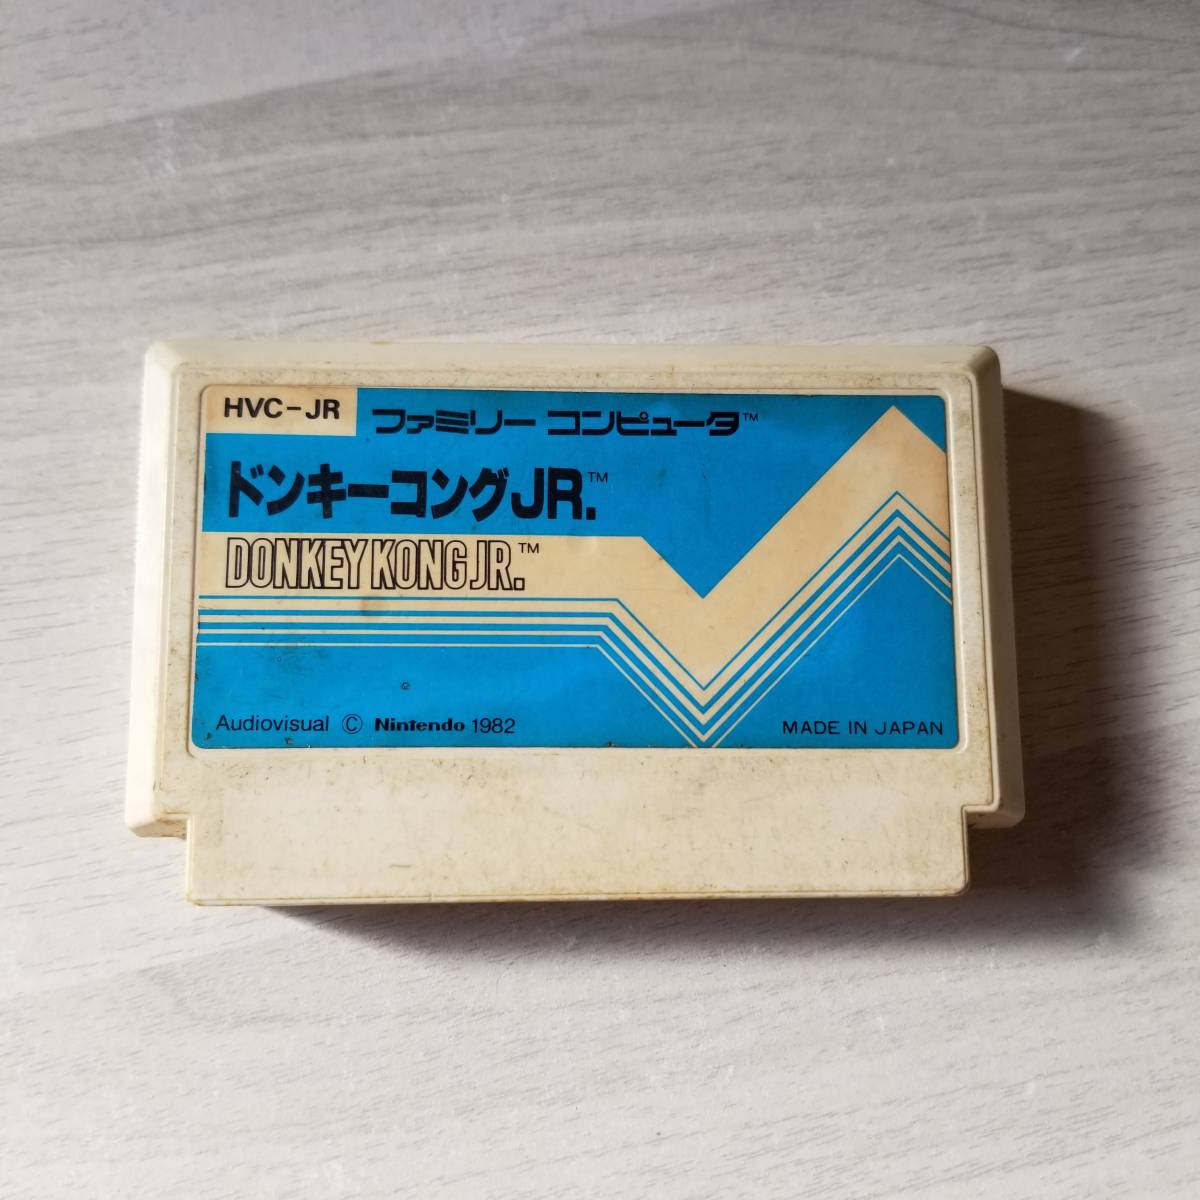 HVC-JR
ファミリー コンピュータ™
ドンキーコングJR.™
DONKEY KONG JR.™
Audiovisual © Nintendo 1982
MADE IN JAPAN